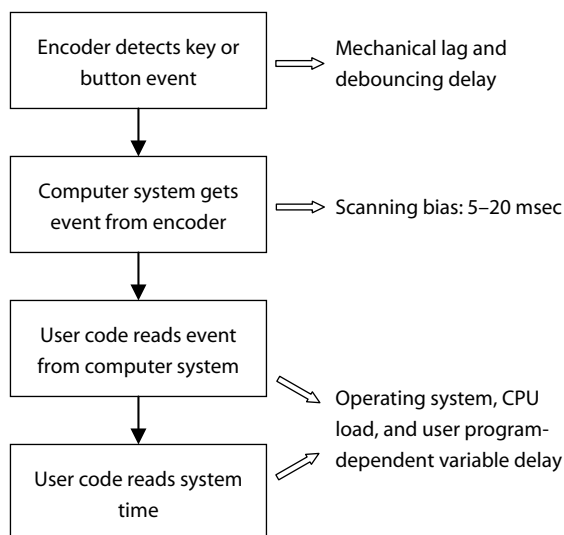 Encoder detects key or
button event
Mechanical lag and
debouncing delay
Computer system gets
event from encoder
Scanning bias: 5–20 msec
User code reads event
from computer system
Operating system, CPU
load, and user program-
dependent variable delay
User code reads system
time